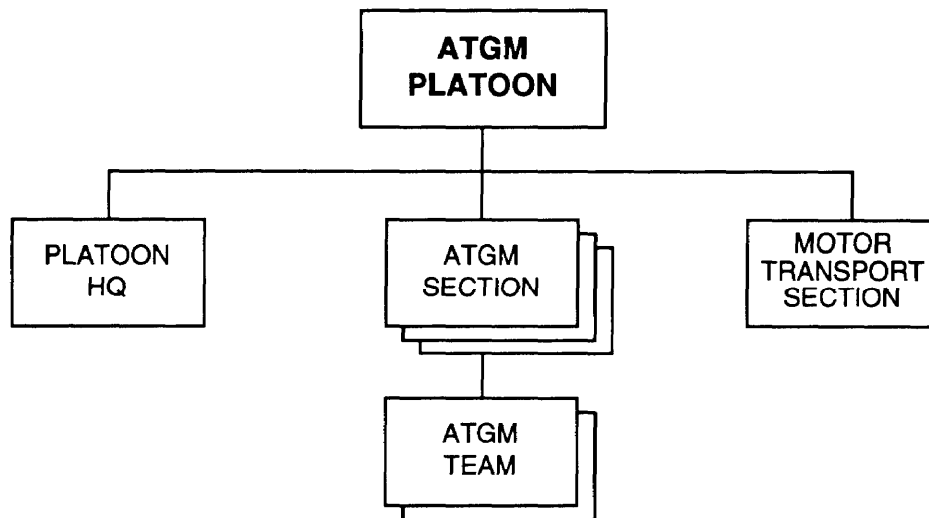 ATGM
PLATOON
PLATOON
HQ
ATGM
SECTION
MOTOR
TRANSPORT
SECTION
ATGM
TEAM